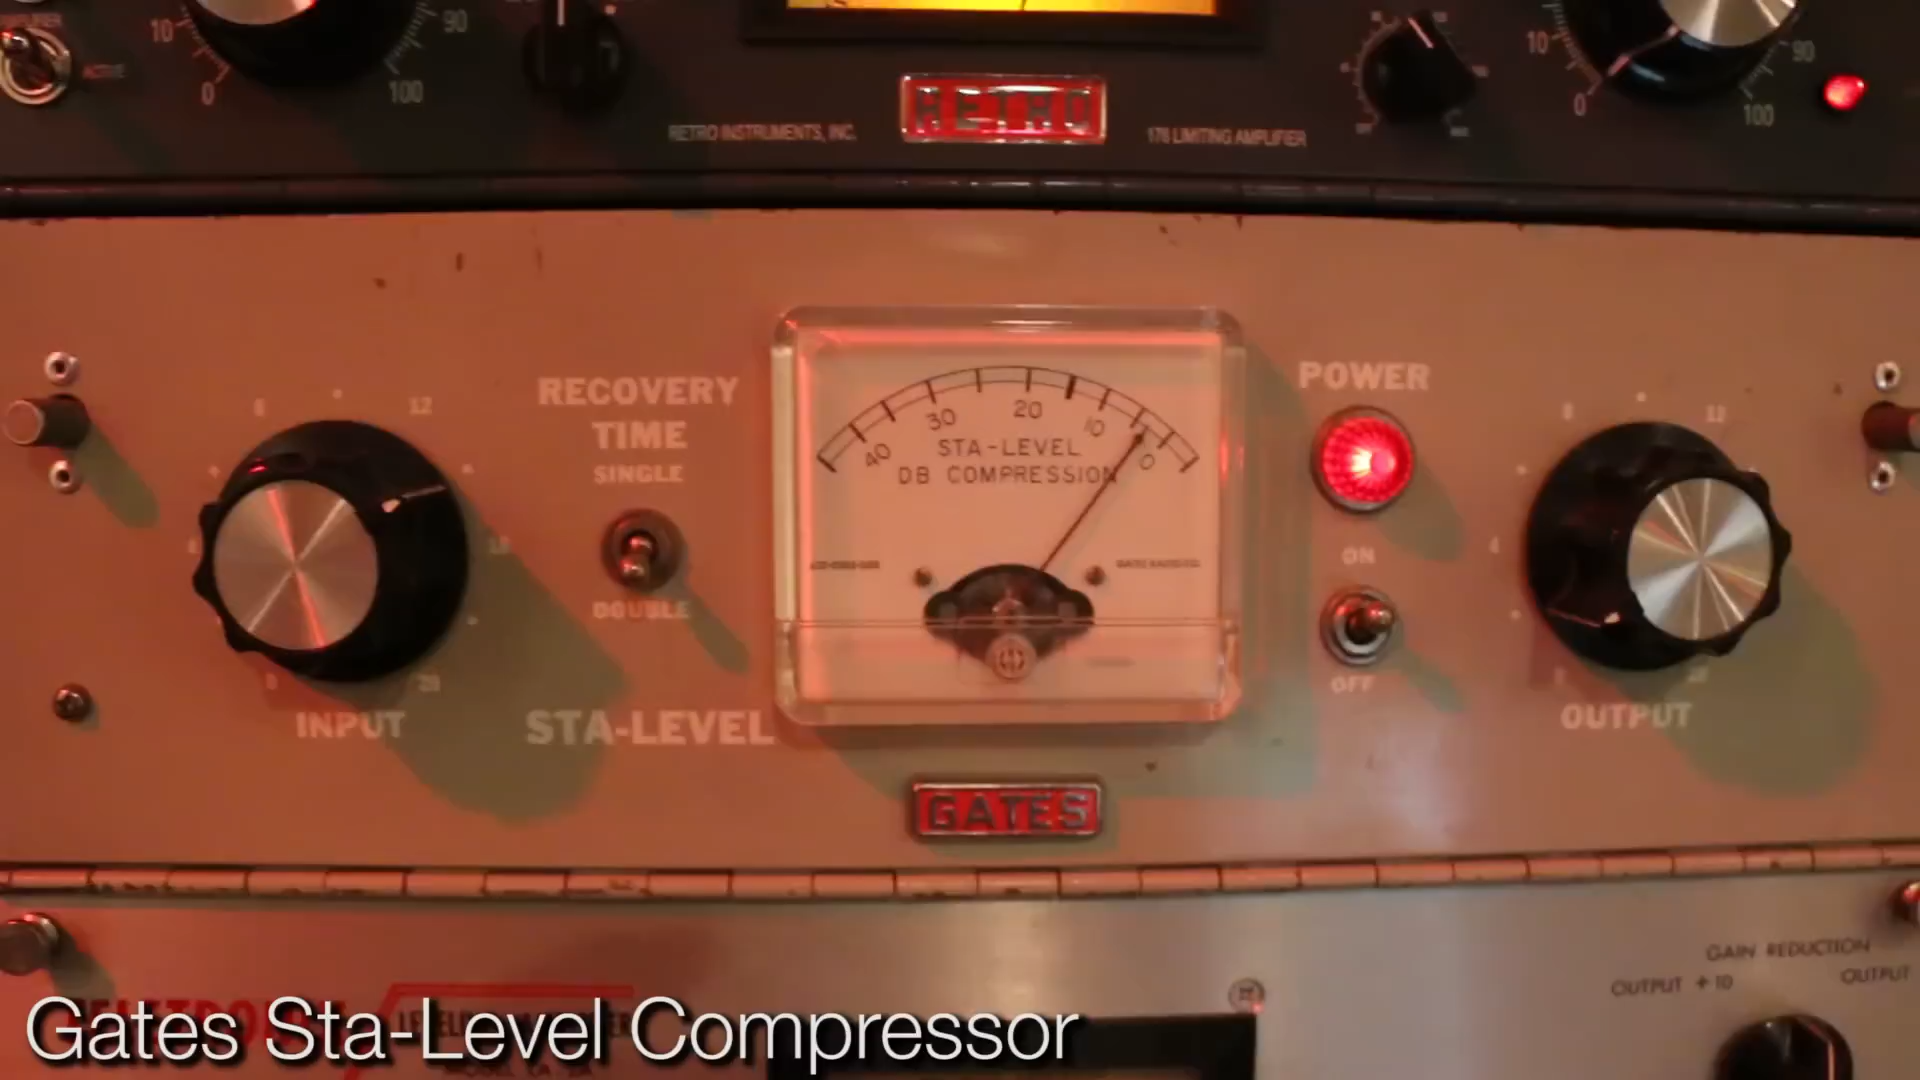 10
0
90
100
ACTIVE
RETRO INSTRUMENTS, INC.
RETRO
176 LIMITING AMPLIFIER
10
0
90
100
RECOVERY
TIME
SINGLE
DOUBLE
12
INPUT
STA-LEVEL
40 30 20 10 0
STA-LEVEL
DB COMPRESSION
POWER
ON
OFF
OUTPUT
GATES
GAIN REDUCTION
OUTPUT +10
OUTPUT
Gates Sta-Level Compressor